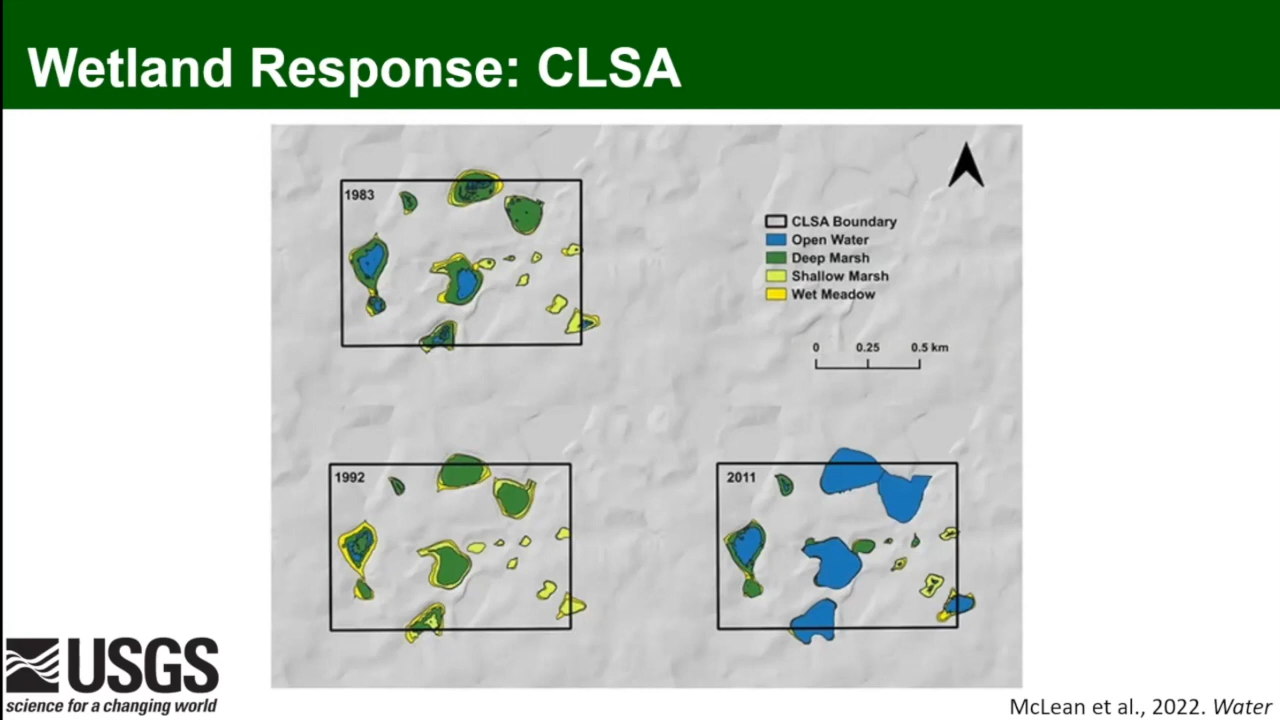 Wetland Response: CLSA
1983
CLSA Boundary
Open Water
Deep Marsh
Shallow Marsh
Wet Meadow
0 0.25 0.5 km
1992
2011
USGS
science for a changing world
McLean et al., 2022. Water